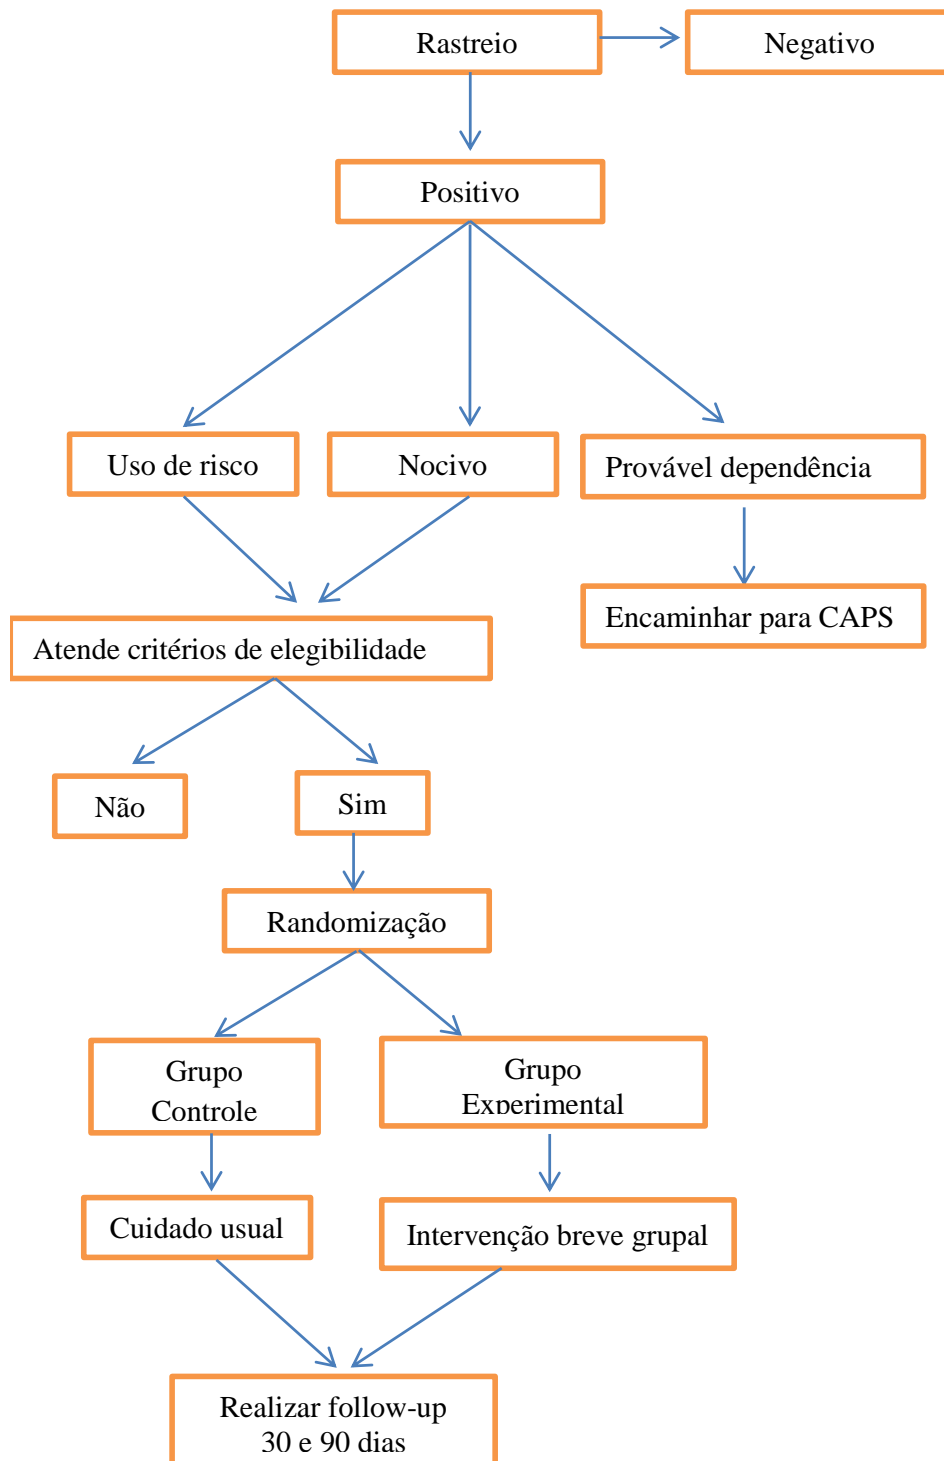 Rastreio
Negativo
Positivo
Uso de risco
Nocivo
Provável dependência
Encaminhar para CAPS
Atende critérios de elegibilidade
Não
Sim
Randomização
Grupo
Controle
Grupo
Experimental
Cuidado usual
Intervenção breve grupal
Realizar follow-up
30 e 90 dias